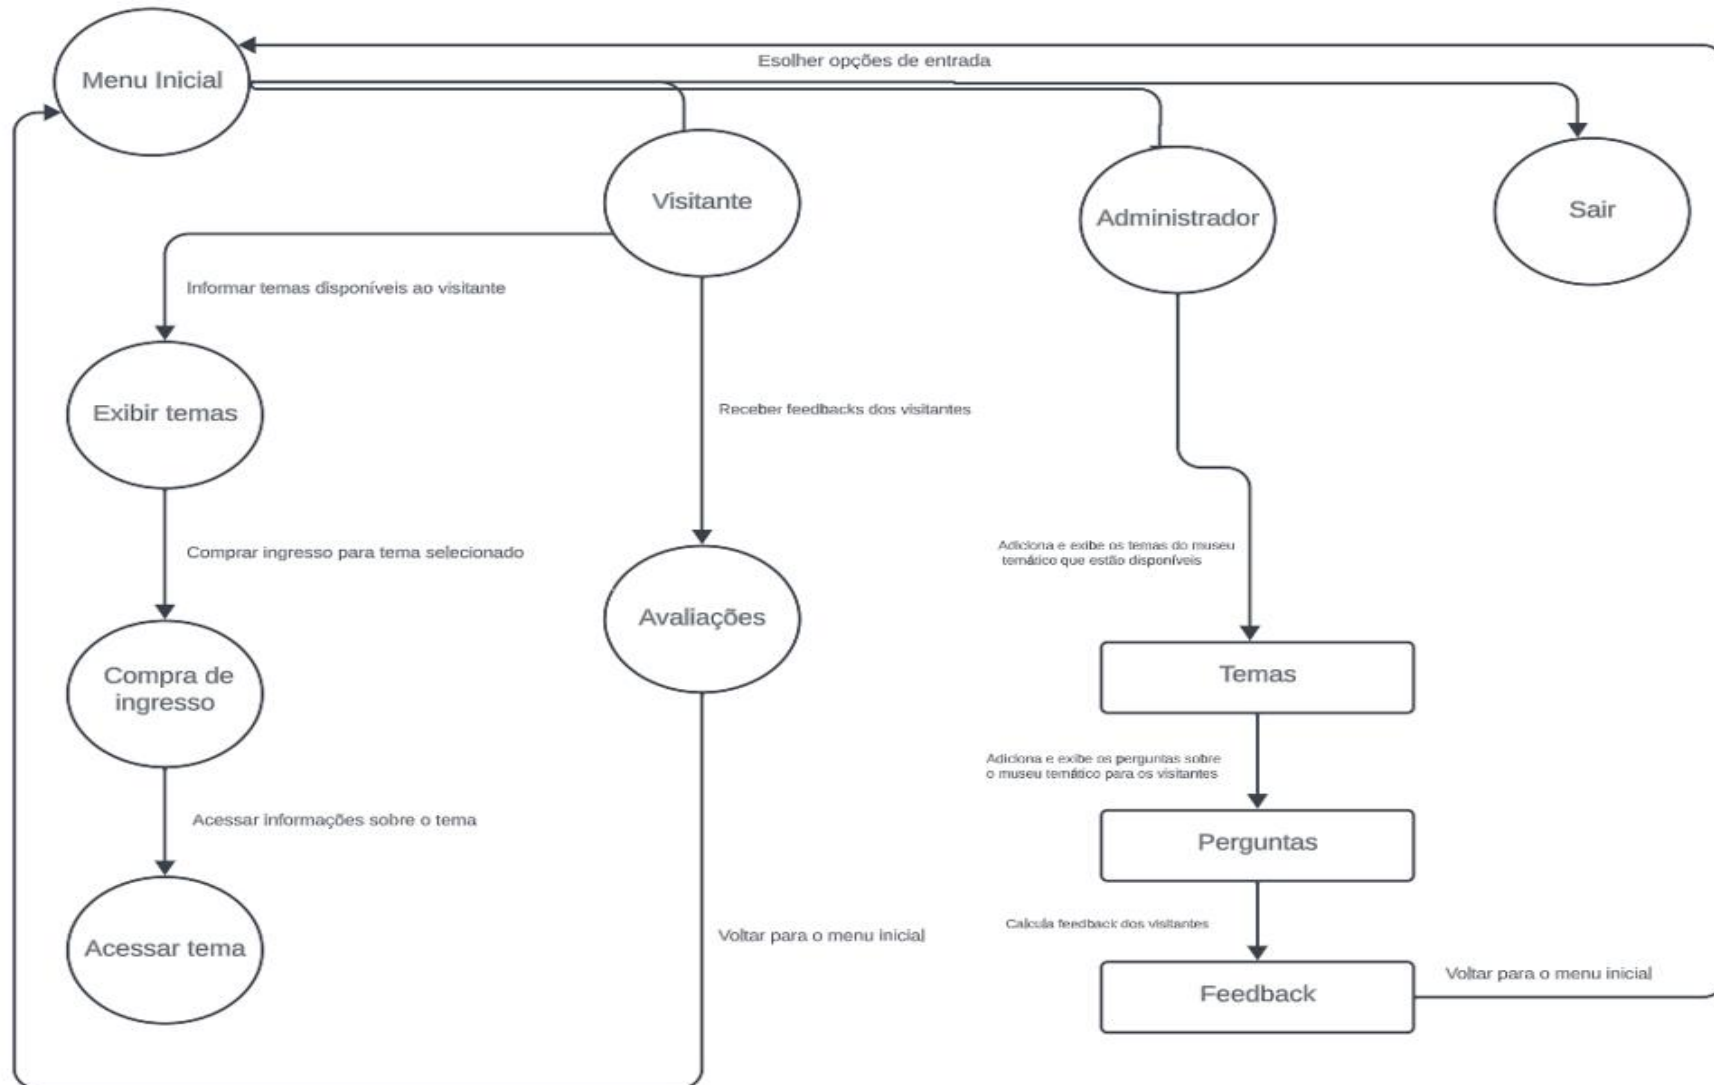 Menu Inicial
Esolher opções de entrada
Visitante
Administrador
Sair
Informar temas disponíveis ao visitante
Exibir temas
Receber feedbacks dos visitantes
Comprar ingresso para tema selecionado
Adiciona e exibe os temas do museu
temático que estão disponíveis
Avaliações
Compra de
ingresso
Temas
Adiciona e exibe os perguntas sobre
o museu temático para os visitantes
Acessar informações sobre o tema
Perguntas
Calcula feedback dos visitantes
Acessar tema
Voltar para o menu inicial
Feedback
Voltar para o menu inicial